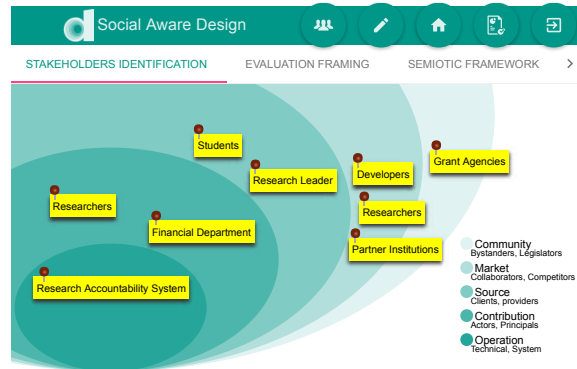 Social Aware Design
STAKEHOLDERS IDENTIFICATION
EVALUATION FRAMING
SEMIOTIC FRAMEWORK
Students
Grant Agencies
Research Leader
Developers
Researchers
Researchers
Financial Department
Partner Institutions
Research Accountability System
Community
Bystanders, Legislators
Market
Collaborators, Competitors
Source
Clients, providers
Contribution
Actors, Principals
Operation
Technical, System